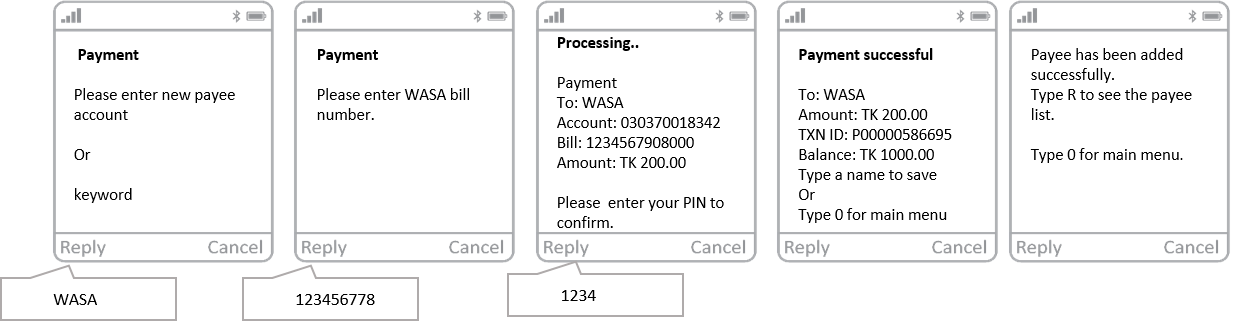 Payment
Please enter new payee
account
Or
keyword
Reply Cancel
WASA
Payment
Please enter WASA bill
number.
Reply Cancel
123456778
Processing..
Payment
To: WASA
Account: 030370018342
Bill: 1234567908000
Amount: TK 200.00
Please enter your PIN to
confirm.
Reply Cancel
1234
Payment successful
To: WASA
Amount: TK 200.00
TXN ID: P00000586695
Balance: TK 1000.00
Type a name to save
Or
Type 0 for main menu
Reply Cancel
Payee has been added
successfully.
Type R to see the payee
list.
Type 0 for main menu.
Reply Cancel